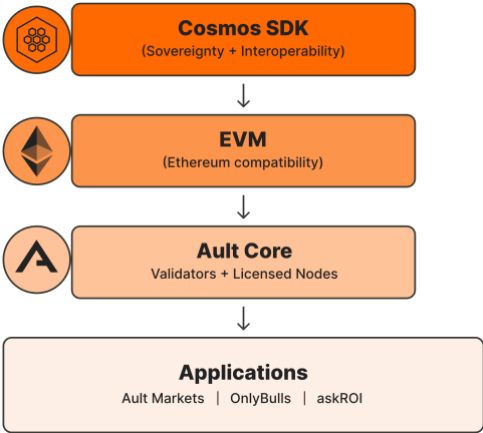 Cosmos SDK
(Sovereignty + Interoperability)
EVM
(Ethereum compatibility)
Ault Core
Validators + Licensed Nodes
Applications
Ault Markets | OnlyBulls | askROI